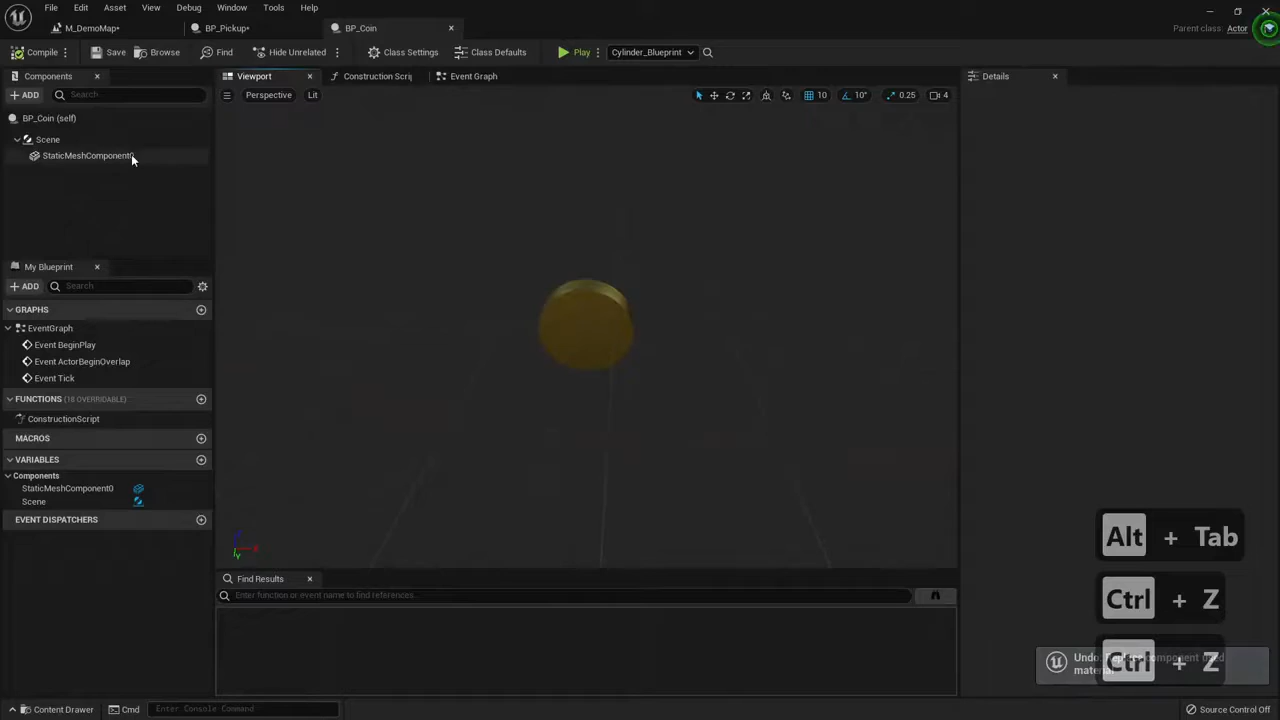 File Edit Asset View Debug Window Tools Help
M_DemoMap* BP_Pickup* BP_Coin
Parent class: Actor
Compile Save Browse Find Hide Unrelated Class Settings Class Defaults Play Cylinder_Blueprint
Components
Viewport Construction Scrip Event Graph
Details
+ ADD Search
Perspective Lit 10 10° 0.25 4
BP_Coin (self)
Scene
StaticMeshComponent0
My Blueprint
+ ADD Search
GRAPHS
EventGraph
Event BeginPlay
Event ActorBeginOverlap
Event Tick
FUNCTIONS (18 OVERRIDABLE)
ConstructionScript
MACROS
VARIABLES
Components
StaticMeshComponent0
Scene
EVENT DISPATCHERS
Find Results
Enter function or event name to find references...
Alt + Tab
Ctrl + Z
Ctrl + Z
Content Drawer Cmd Enter Console Command Source Control Off